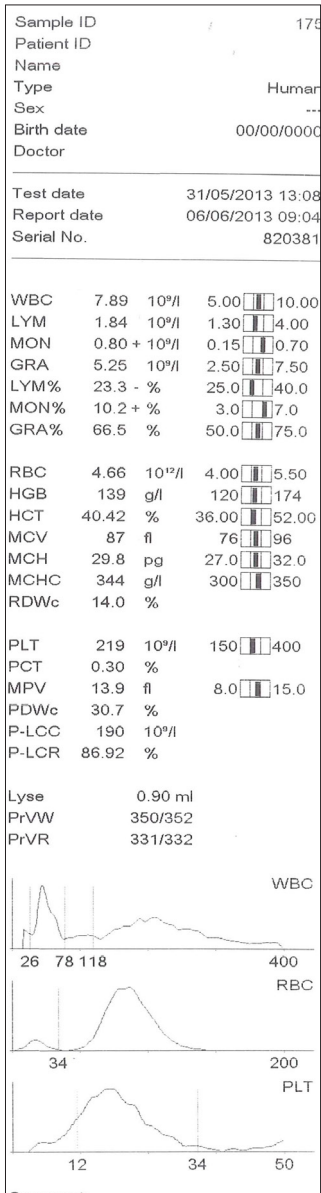 Sample ID 175
Patient ID
Name
Type Human
Sex ---
Birth date 00/00/0000
Doctor
Test date 31/05/2013 13:08
Report date 06/06/2013 09:04
Serial No. 820381
WBC 7.89 10⁹/l 5.00 10.00
LYM 1.84 10⁹/l 1.30 4.00
MON 0.80 + 10⁹/l 0.15 0.70
GRA 5.25 10⁹/l 2.50 7.50
LYM% 23.3 - % 25.0 40.0
MON% 10.2 + % 3.0 7.0
GRA% 66.5 % 50.0 75.0
RBC 4.66 10¹²/l 4.00 5.50
HGB 139 g/l 120 174
HCT 40.42 % 36.00 52.00
MCV 87 fl 76 96
MCH 29.8 pg 27.0 32.0
MCHC 344 g/l 300 350
RDWc 14.0 %
PLT 219 10⁹/l 150 400
PCT 0.30 %
MPV 13.9 fl 8.0 15.0
PDWc 30.7 %
P-LCC 190 10⁹/l
P-LCR 86.92 %
Lyse 0.90 ml
PrVW 350/352
PrVR 331/332
WBC
26 78 118 400
RBC
34 200
PLT
12 34 50